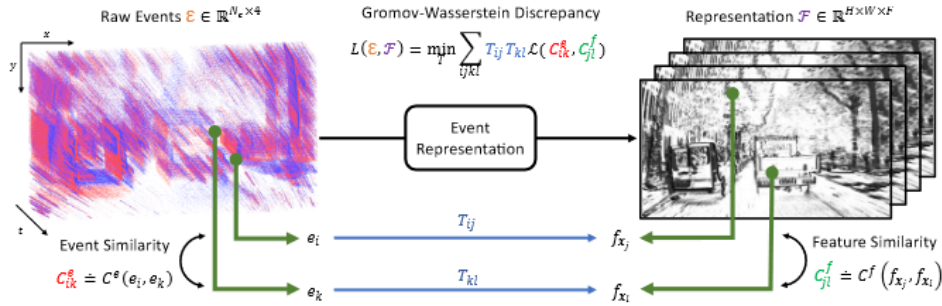 Raw Events ℰ ∈ ℝ^{N_e×4}
Gromov-Wasserstein Discrepancy
Representation ℱ ∈ ℝ^{H×W×F}
L(ℰ, ℱ) = min_T ∑_{ijkl} T_{ij} T_{kl} ℒ(C^e_{ik}, C^f_{jl})
x
y
t
Event
Representation
T_{ij}
e_i
f_{x_j}
Event Similarity
C^e_{ik} ≐ C^e(e_i, e_k)
T_{kl}
e_k
f_{x_l}
Feature Similarity
C^f_{jl} ≐ C^f(f_{x_j}, f_{x_l})